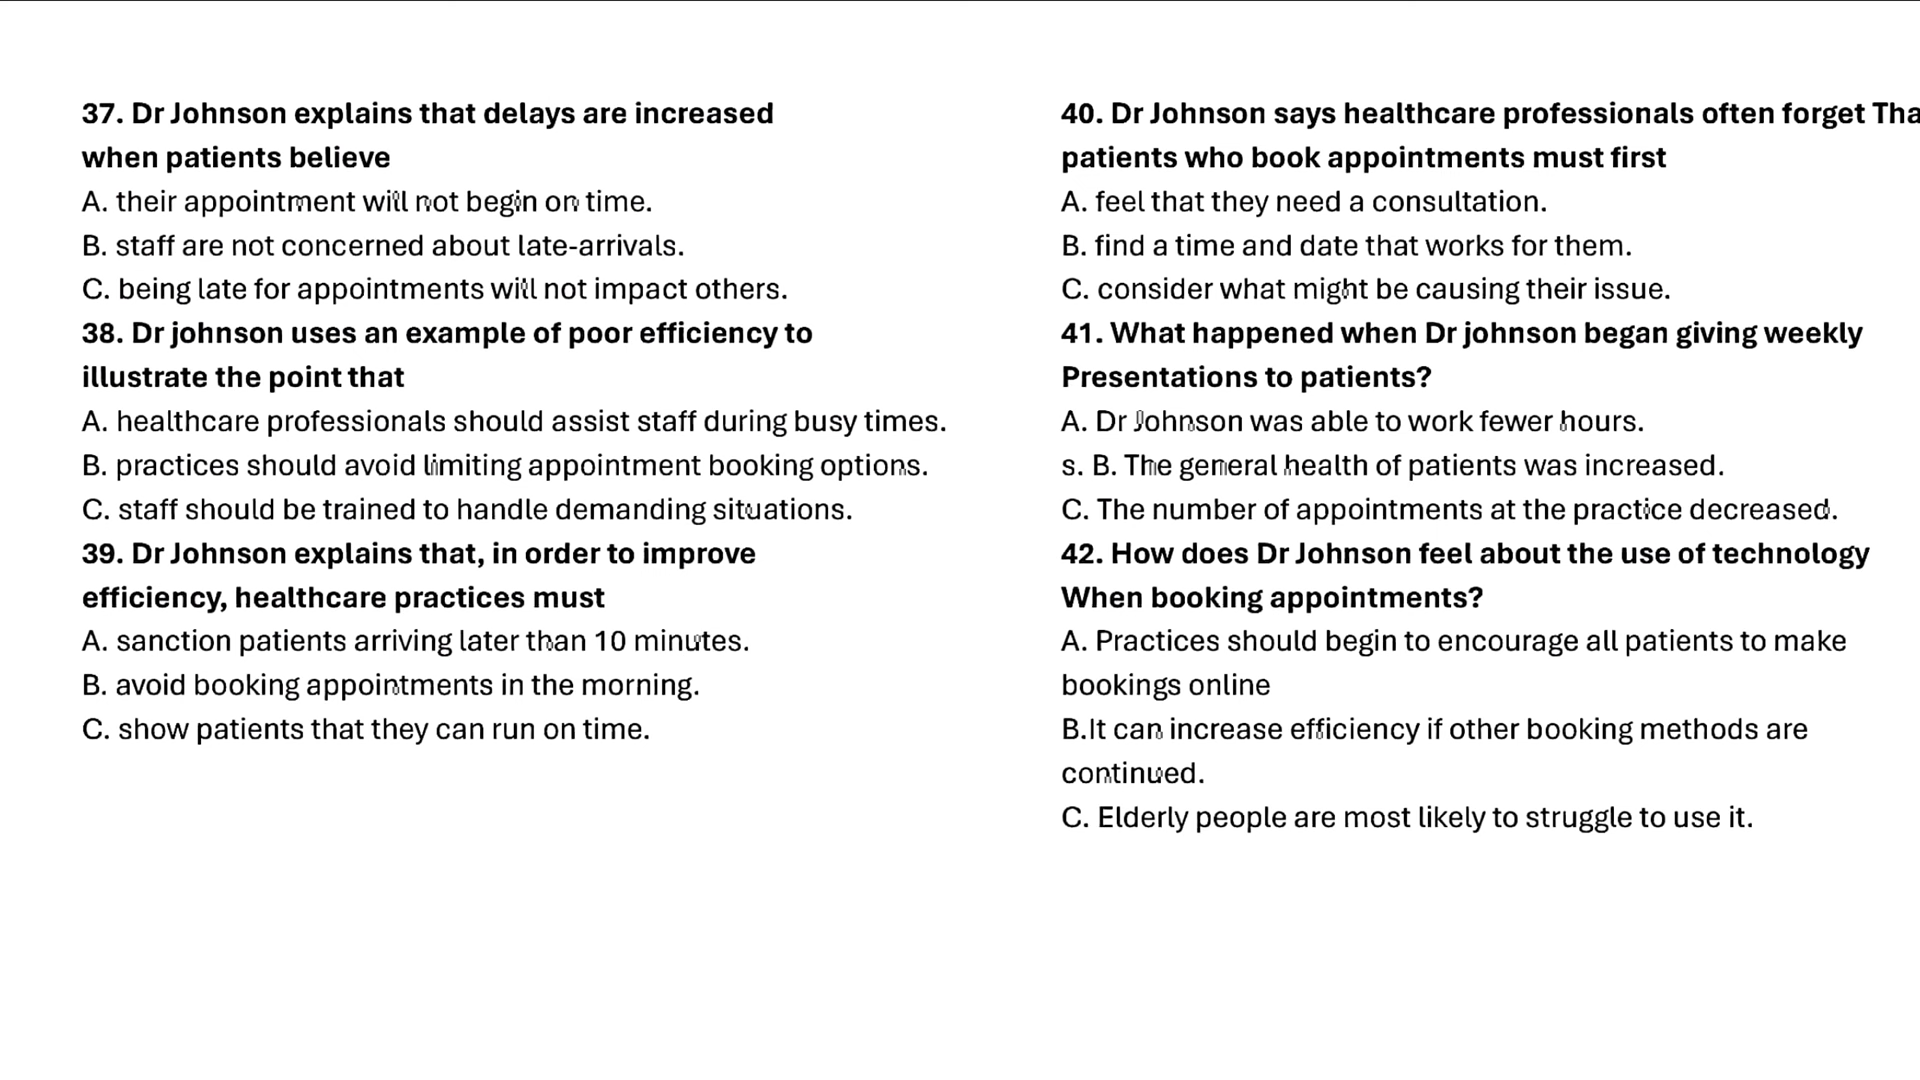 37. Dr Johnson explains that delays are increased
when patients believe
A. their appointment will not begin on time.
B. staff are not concerned about late-arrivals.
C. being late for appointments will not impact others.
38. Dr johnson uses an example of poor efficiency to
illustrate the point that
A. healthcare professionals should assist staff during busy times.
B. practices should avoid limiting appointment booking options.
C. staff should be trained to handle demanding situations.
39. Dr Johnson explains that, in order to improve
efficiency, healthcare practices must
A. sanction patients arriving later than 10 minutes.
B. avoid booking appointments in the morning.
C. show patients that they can run on time.
40. Dr Johnson says healthcare professionals often forget Tha
patients who book appointments must first
A. feel that they need a consultation.
B. find a time and date that works for them.
C. consider what might be causing their issue.
41. What happened when Dr johnson began giving weekly
Presentations to patients?
A. Dr Johnson was able to work fewer hours.
s. B. The general health of patients was increased.
C. The number of appointments at the practice decreased.
42. How does Dr Johnson feel about the use of technology
When booking appointments?
A. Practices should begin to encourage all patients to make
bookings online
B.It can increase efficiency if other booking methods are
continued.
C. Elderly people are most likely to struggle to use it.